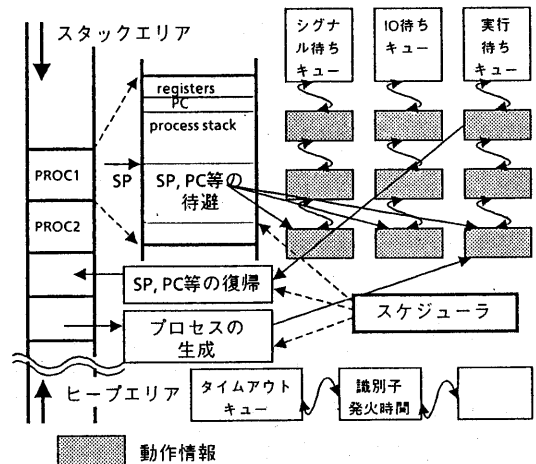 スタックエリア
シグナ
ル待ち
キュー
IO待ち
キュー
実行
待ち
キュー
registers
PC
process stack
PROC1
SP
SP, PC等の
待避
PROC2
SP, PC等の復帰
スケジューラ
プロセスの
生成
ヒープエリア
タイムアウト
キュー
識別子
発火時間
動作情報